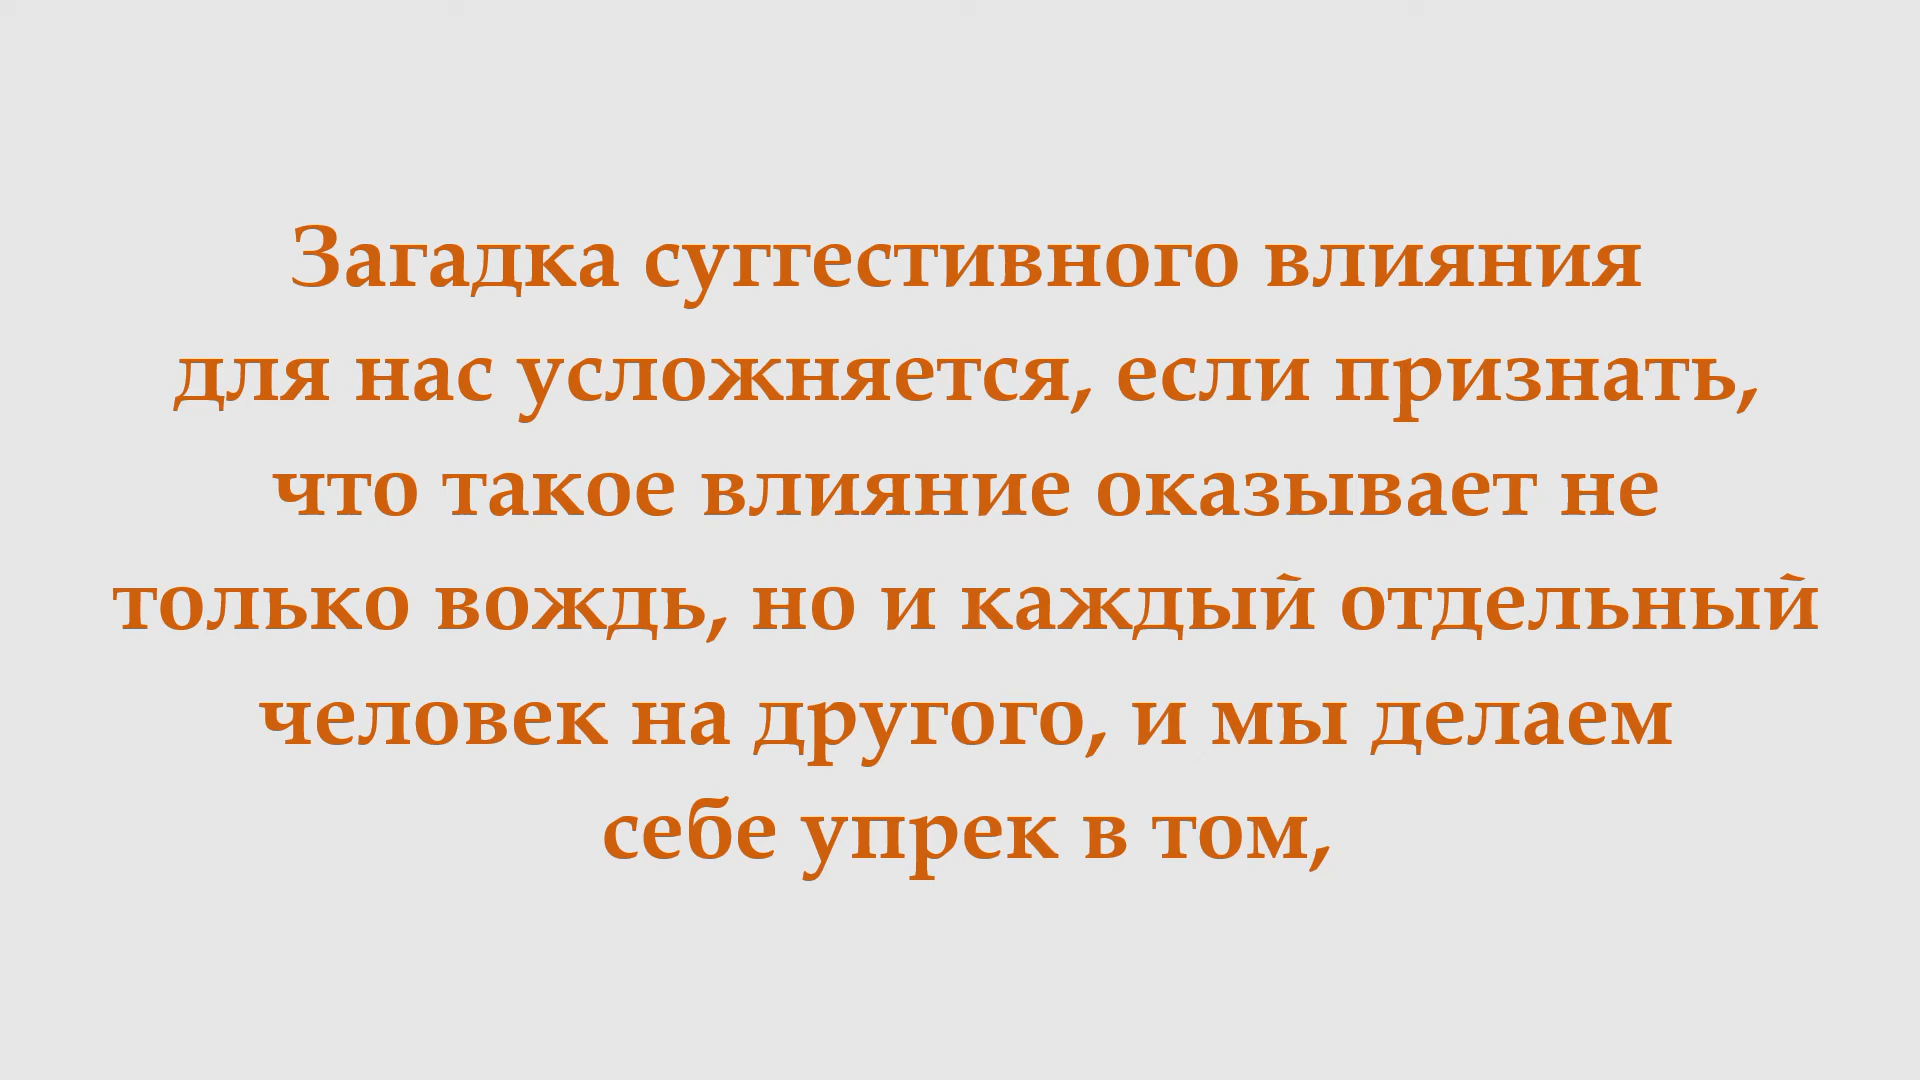 Загадка суггестивного влияния
для нас усложняется, если признать,
что такое влияние оказывает не
только вождь, но и каждый отдельный
человек на другого, и мы делаем
себе упрек в том,